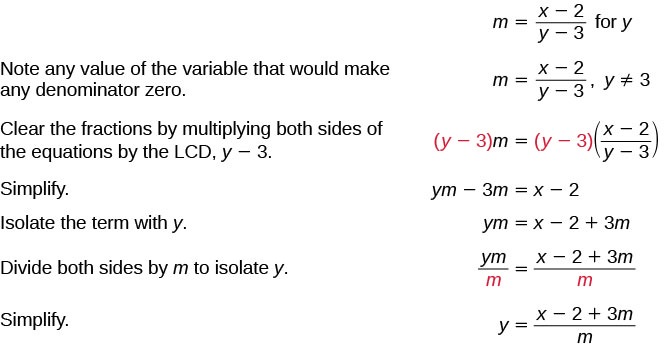 m = \frac{x − 2}{y − 3} for y
Note any value of the variable that would make
any denominator zero.
m = \frac{x − 2}{y − 3}, y ≠ 3
Clear the fractions by multiplying both sides of
the equations by the LCD, y − 3.
(y − 3)m = (y − 3)(\frac{x − 2}{y − 3})
Simplify.
ym − 3m = x − 2
Isolate the term with y.
ym = x − 2 + 3m
Divide both sides by m to isolate y.
\frac{ym}{m} = \frac{x − 2 + 3m}{m}
Simplify.
y = \frac{x − 2 + 3m}{m}